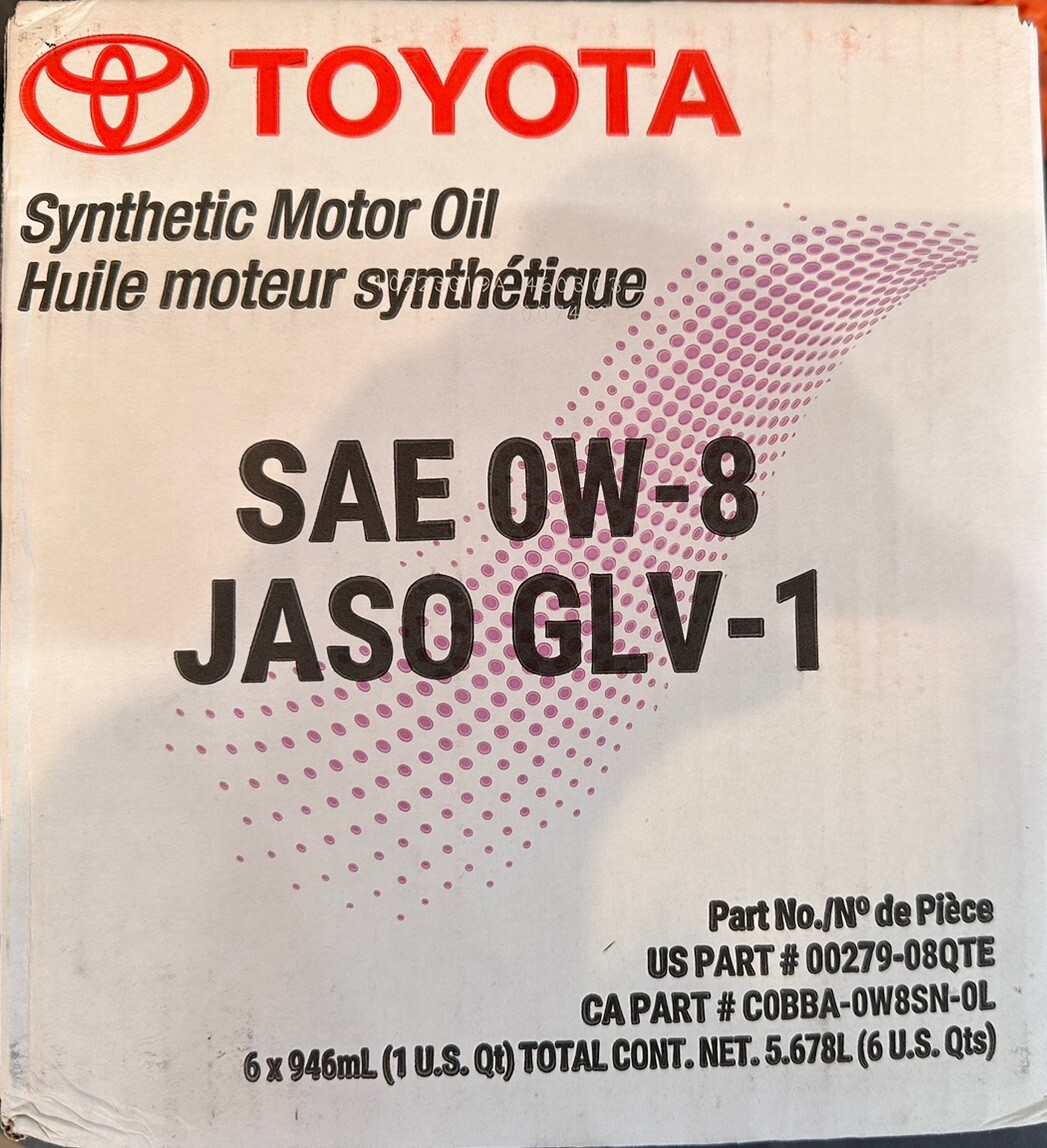 TOYOTA
Synthetic Motor Oil
Huile moteur synthétique
SAE 0W-8
JASO GLV-1
Part No./Nº de Pièce
US PART # 00279-08QTE
CA PART # C0BBA-0W8SN-0L
6 x 946mL (1 U.S. Qt) TOTAL CONT. NET. 5.678L (6 U.S. Qts)